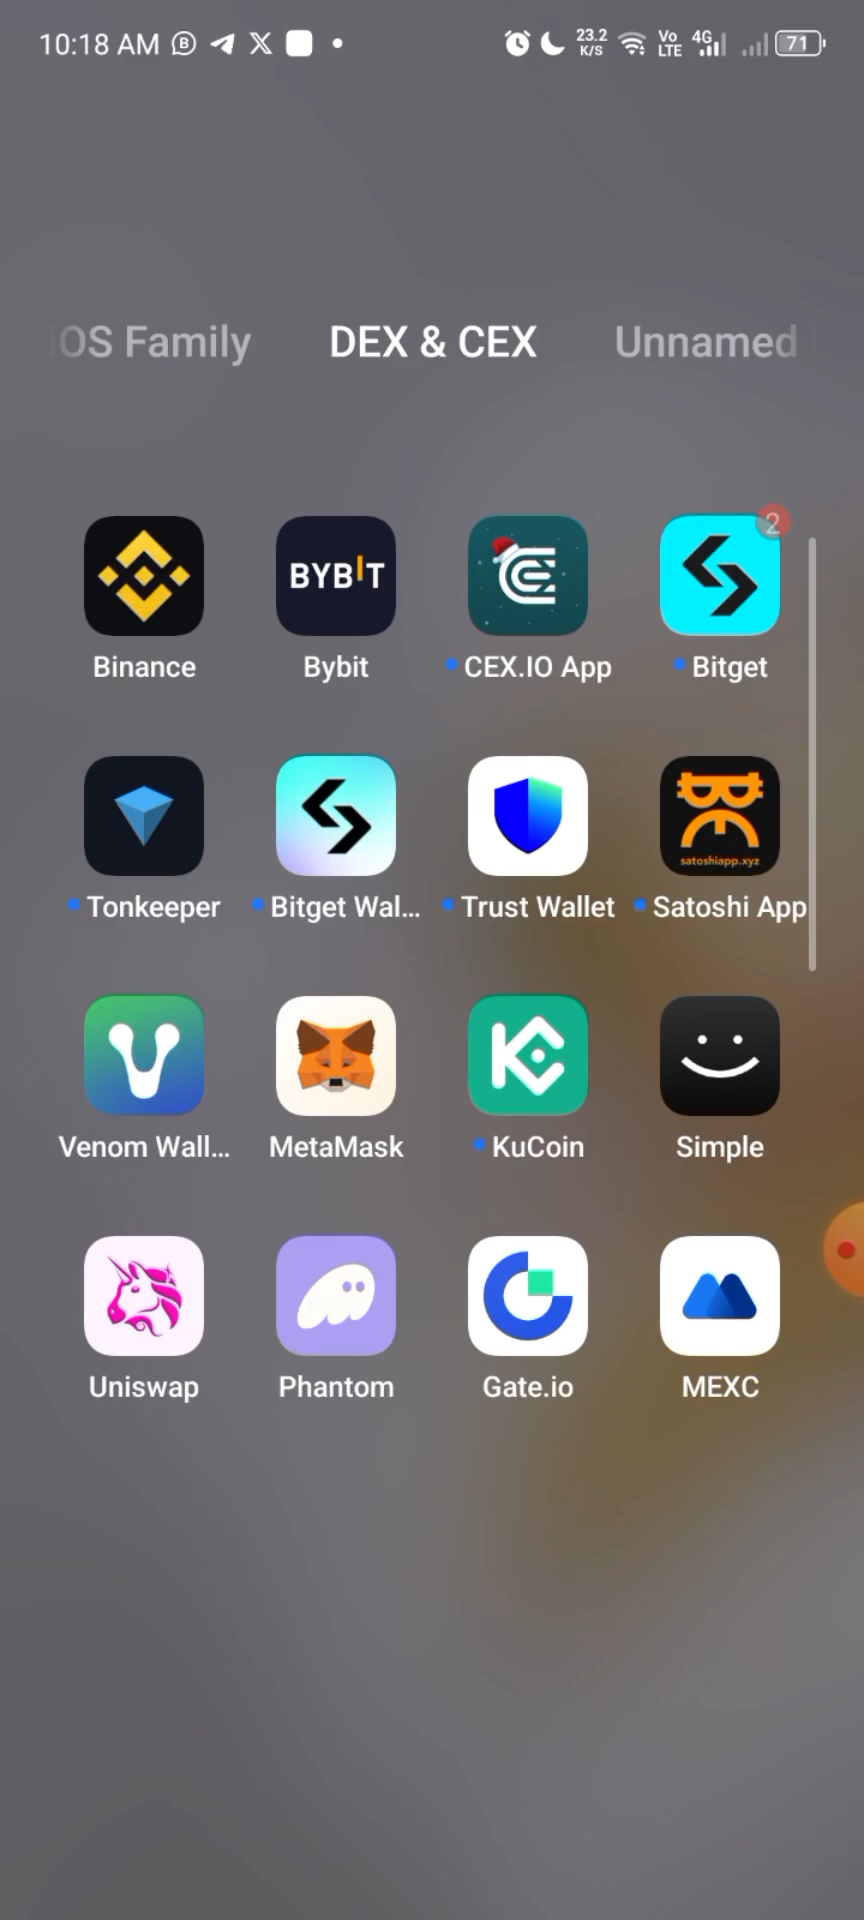 10:18 AM 23.2 K/S Vo LTE 4G 71
iOS Family DEX & CEX Unnamed
BYBIT
2
Binance Bybit CEX.IO App Bitget
satoshiapp.xyz
Tonkeeper Bitget Wal... Trust Wallet Satoshi App
Venom Wall... MetaMask KuCoin Simple
Uniswap Phantom Gate.io MEXC